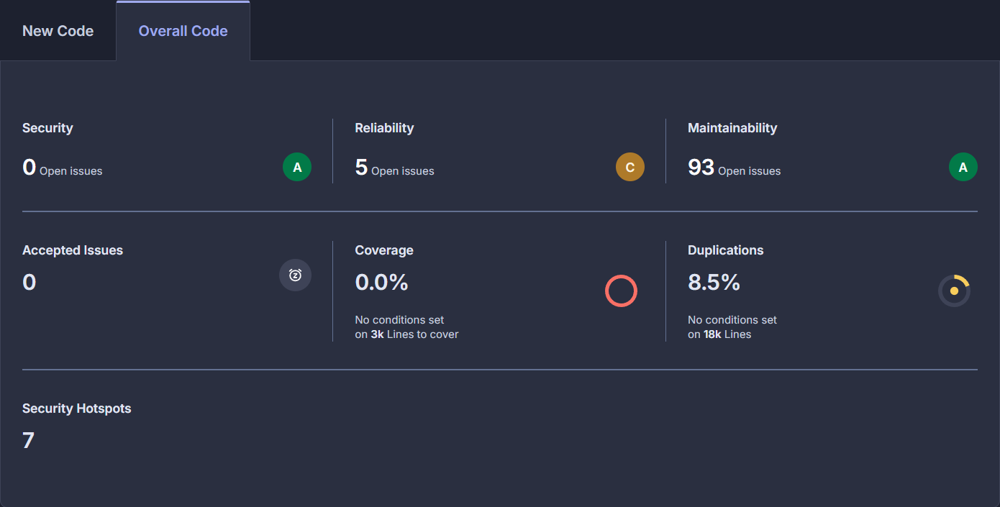 New Code
Overall Code
Security
0 Open issues
A
Reliability
5 Open issues
C
Maintainability
93 Open issues
A
Accepted Issues
0
z
Coverage
0.0%
No conditions set
on 3k Lines to cover
Duplications
8.5%
No conditions set
on 18k Lines
Security Hotspots
7